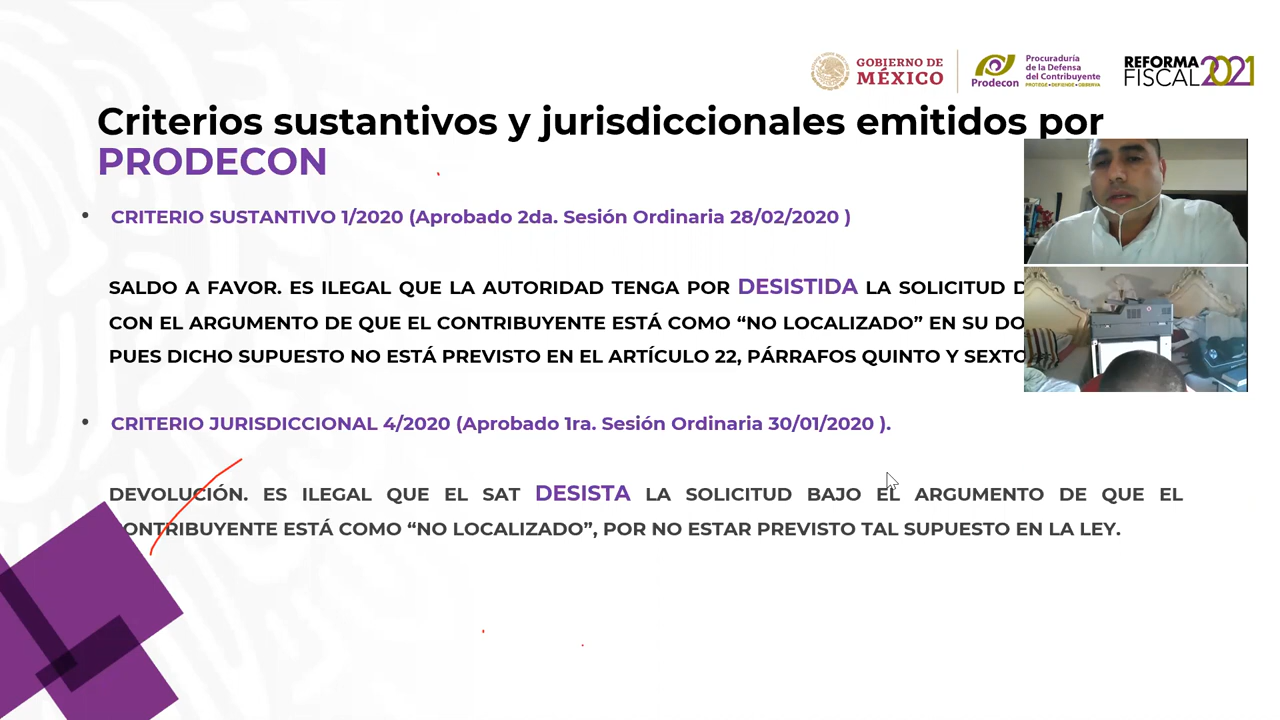 GOBIERNO DE
MÉXICO
Prodecon
Procuraduría
de la Defensa
del Contribuyente
PROTEGE • DEFIENDE • OBSERVA
REFORMA
FISCAL 2021
Criterios sustantivos y jurisdiccionales emitidos por
PRODECON
• CRITERIO SUSTANTIVO 1/2020 (Aprobado 2da. Sesión Ordinaria 28/02/2020 )
SALDO A FAVOR. ES ILEGAL QUE LA AUTORIDAD TENGA POR DESISTIDA LA SOLICITUD
CON EL ARGUMENTO DE QUE EL CONTRIBUYENTE ESTÁ COMO “NO LOCALIZADO” EN SU
PUES DICHO SUPUESTO NO ESTÁ PREVISTO EN EL ARTÍCULO 22, PÁRRAFOS QUINTO Y SEXTO
• CRITERIO JURISDICCIONAL 4/2020 (Aprobado 1ra. Sesión Ordinaria 30/01/2020 ).
DEVOLUCIÓN. ES ILEGAL QUE EL SAT DESISTA LA SOLICITUD BAJO EL ARGUMENTO DE QUE EL
CONTRIBUYENTE ESTÁ COMO “NO LOCALIZADO”, POR NO ESTAR PREVISTO TAL SUPUESTO EN LA LEY.